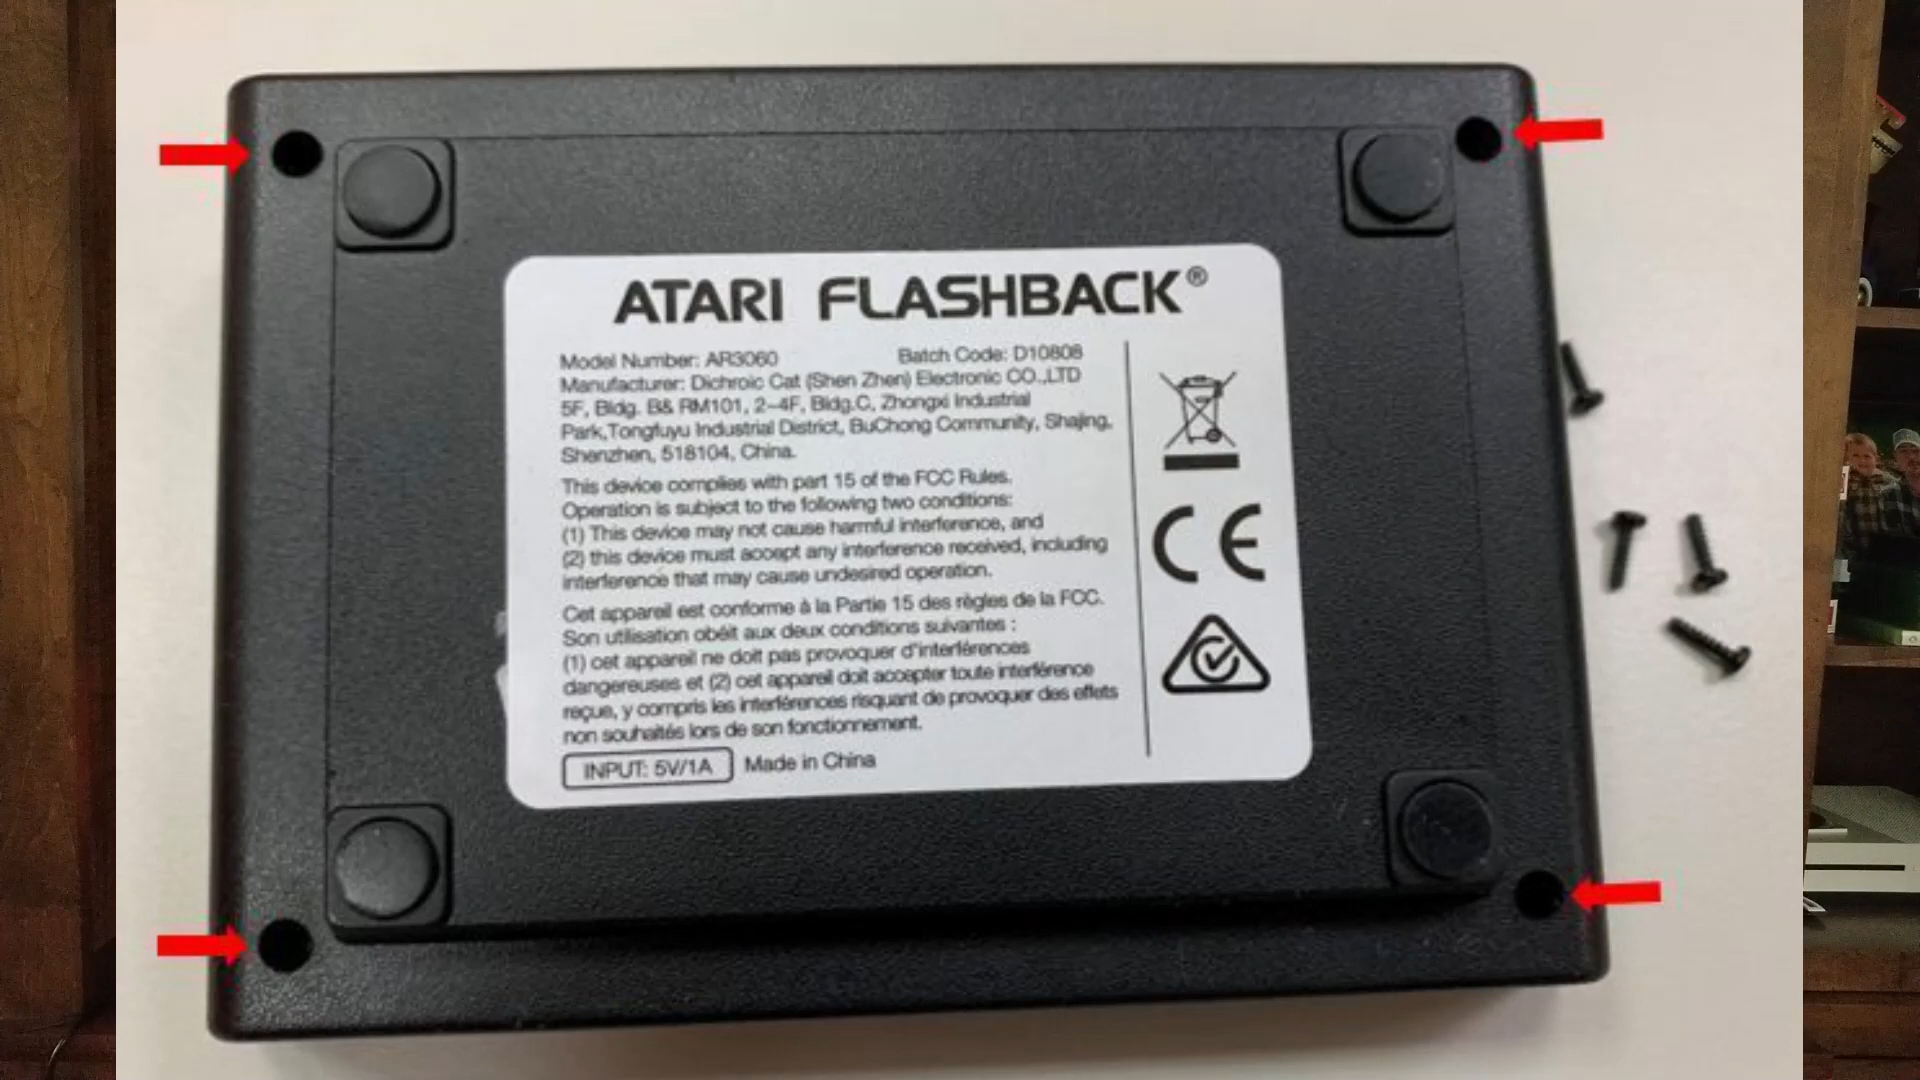 ATARI FLASHBACK®
Model Number: AR3060 Batch Code: D10808
Manufacturer: Dichroic Cat (Shen Zhen) Electronic CO.,LTD
5F, Bldg. B& RM101, 2-4F, Bldg.C, Zhongxi Industrial
Park,Tongfuyu Industrial District, BuChong Community, Shajing,
Shenzhen, 518104, China.
This device complies with part 15 of the FCC Rules.
Operation is subject to the following two conditions:
(1) This device may not cause harmful interference, and
(2) this device must accept any interference received, including
interference that may cause undesired operation.
Cet appareil est conforme à la Partie 15 des règles de la FCC.
Son utilisation obéit aux deux conditions suivantes :
(1) cet appareil ne doit pas provoquer d'interférences
dangereuses et (2) cet appareil doit accepter toute interférence
reçue, y compris les interférences risquant de provoquer des effets
non souhaités lors de son fonctionnement.
INPUT: 5V/1A Made in China
CE